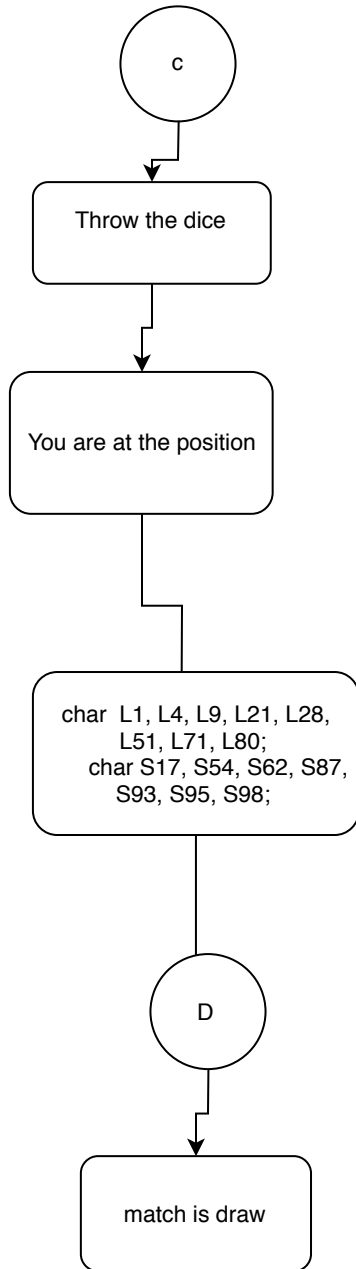 c
Throw the dice
You are at the position
char L1, L4, L9, L21, L28,
L51, L71, L80;
char S17, S54, S62, S87,
S93, S95, S98;
D
match is draw